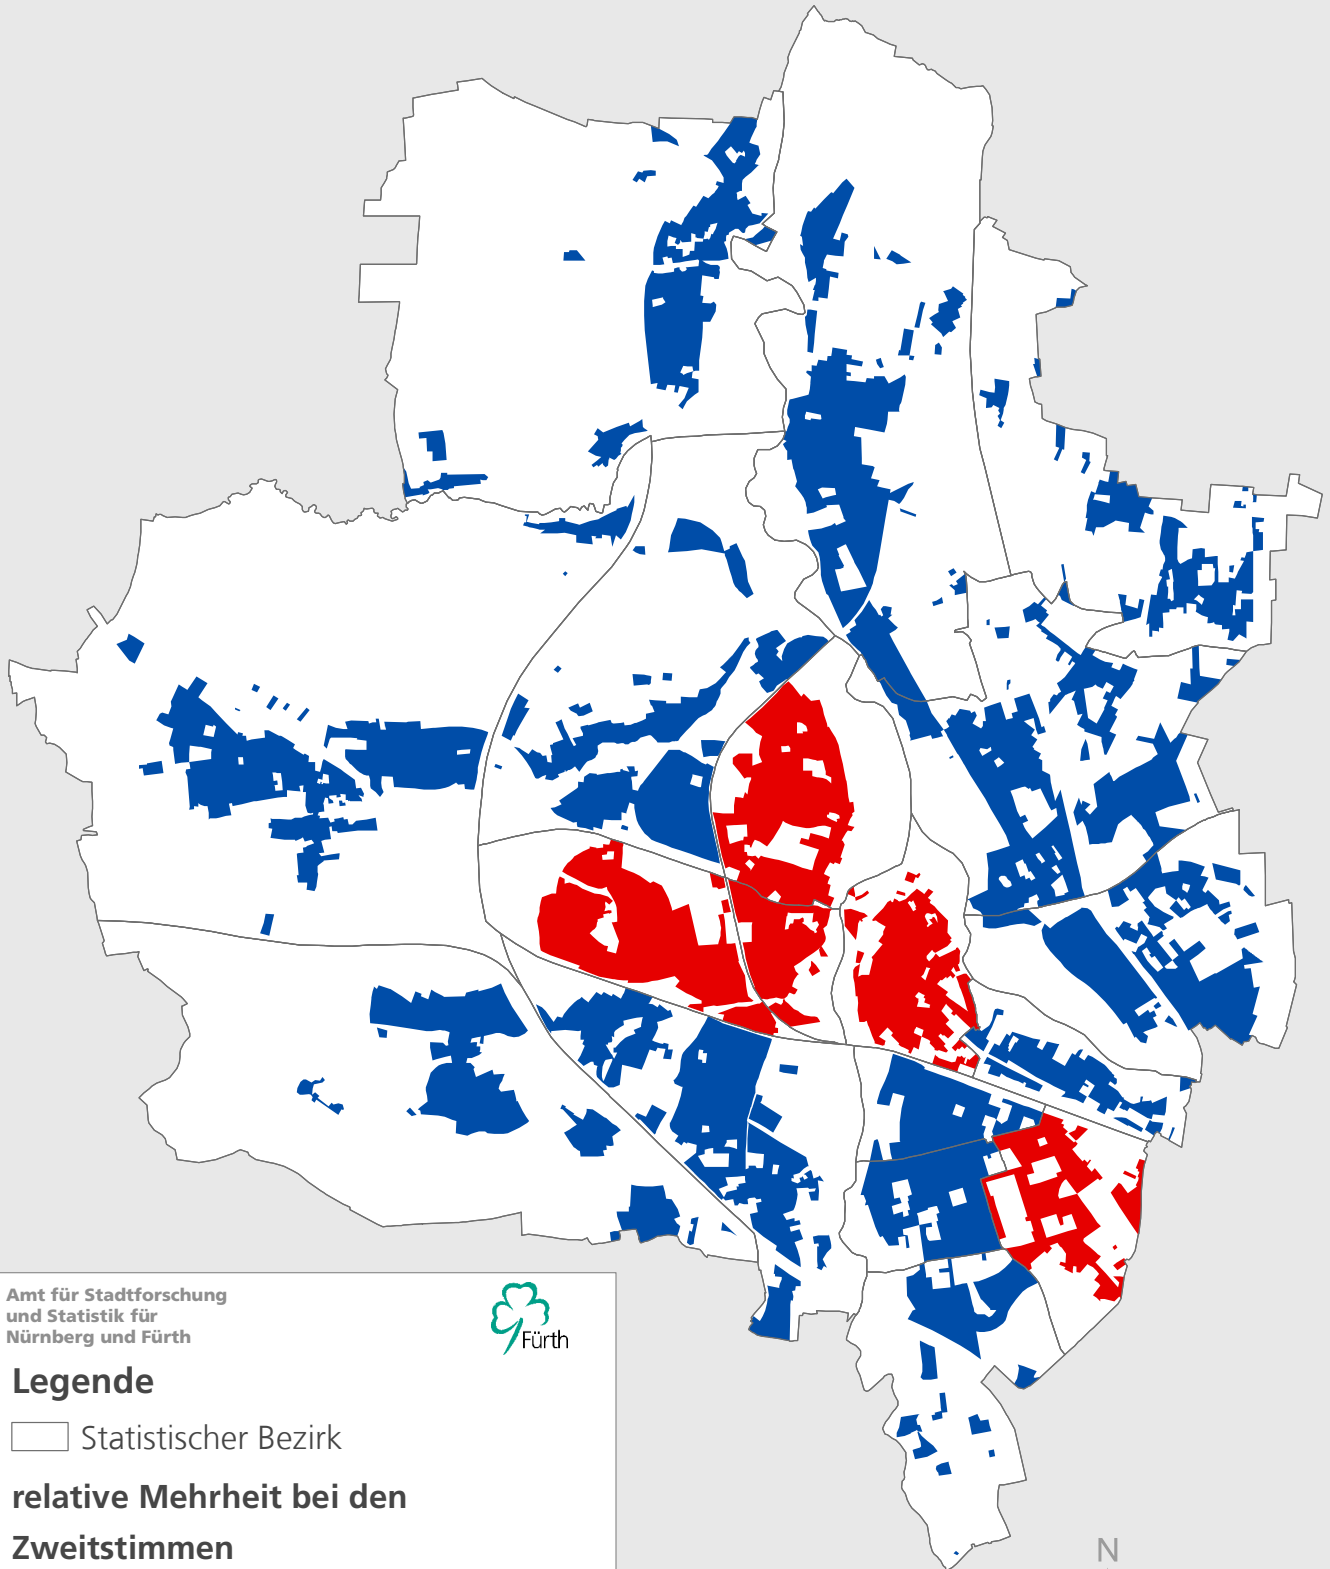 Amt für Stadtforschung
und Statistik für
Nürnberg und Fürth
Fürth
Legende
Statistischer Bezirk
relative Mehrheit bei den
Zweitstimmen
N